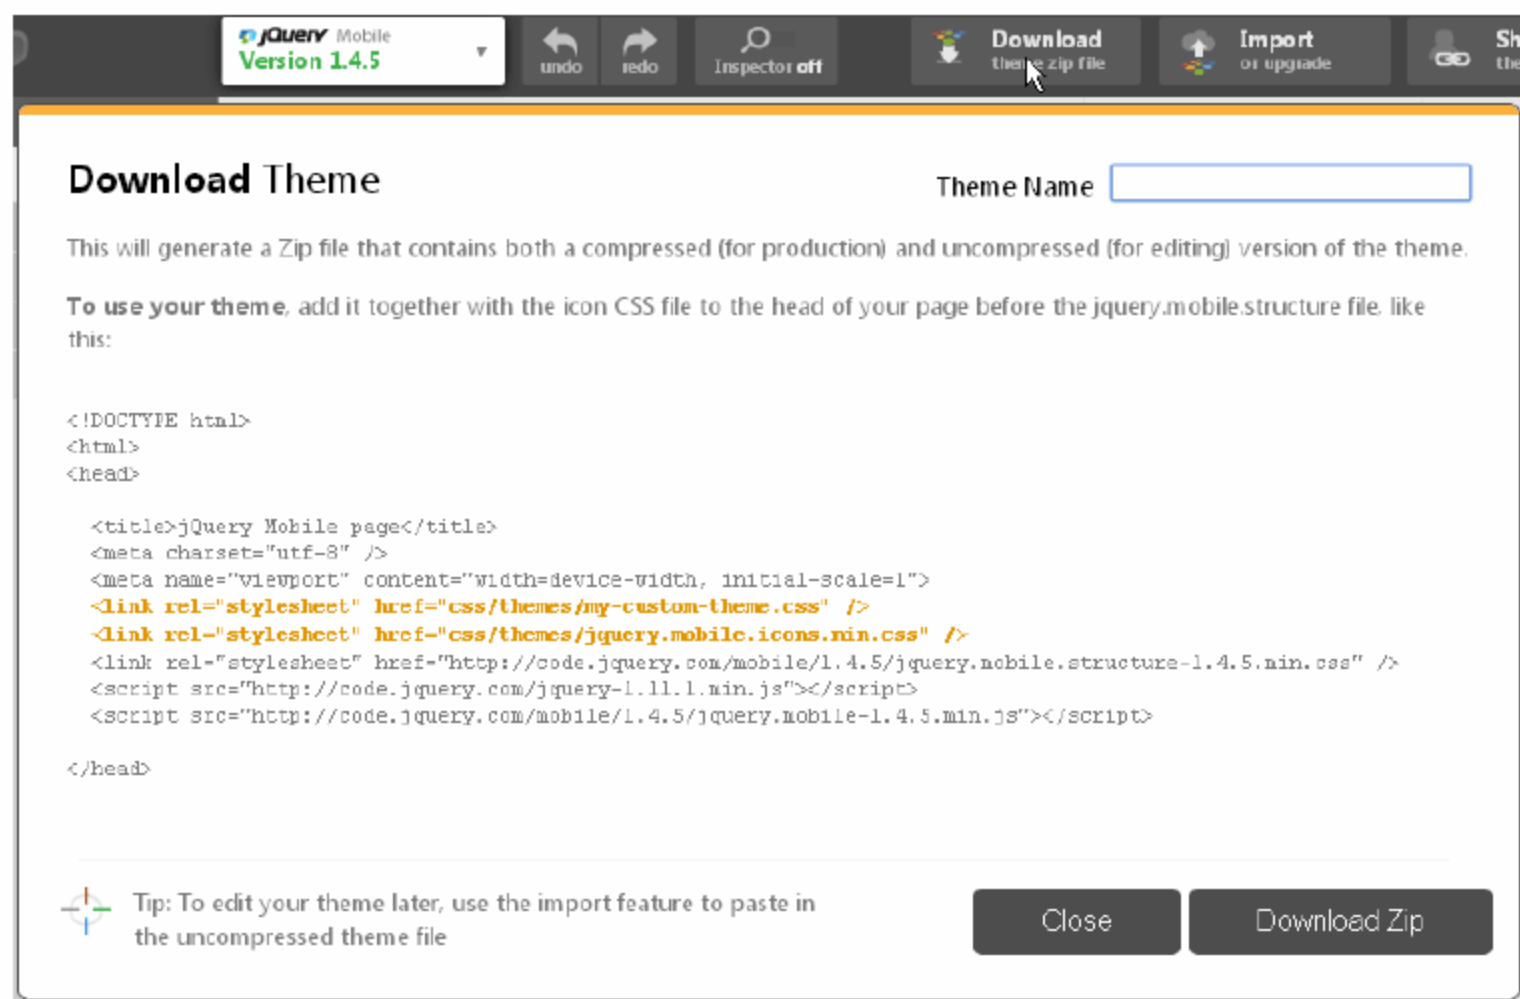 jQuery Mobile
Version 1.4.5
undo
redo
Inspector off
Download
theme zip file
Import
or upgrade
Sh
the
Download Theme
Theme Name
This will generate a Zip file that contains both a compressed (for production) and uncompressed (for editing) version of the theme.
To use your theme, add it together with the icon CSS file to the head of your page before the jquery.mobile.structure file, like
this:
<!DOCTYPE html>
<html>
<head>
<title>jQuery Mobile page</title>
<meta charset="utf-8" />
<meta name="viewport" content="width=device-width, initial-scale=1">
<link rel="stylesheet" href="css/themes/my-custom-theme.css" />
<link rel="stylesheet" href="css/themes/jquery.mobile.icons.min.css" />
<link rel="stylesheet" href="http://code.jquery.com/mobile/1.4.5/jquery.mobile.structure-1.4.5.min.css" />
<script src="http://code.jquery.com/jquery-1.11.1.min.js"></script>
<script src="http://code.jquery.com/mobile/1.4.5/jquery.mobile-1.4.5.min.js"></script>
</head>
Tip: To edit your theme later, use the import feature to paste in
the uncompressed theme file
Close
Download Zip